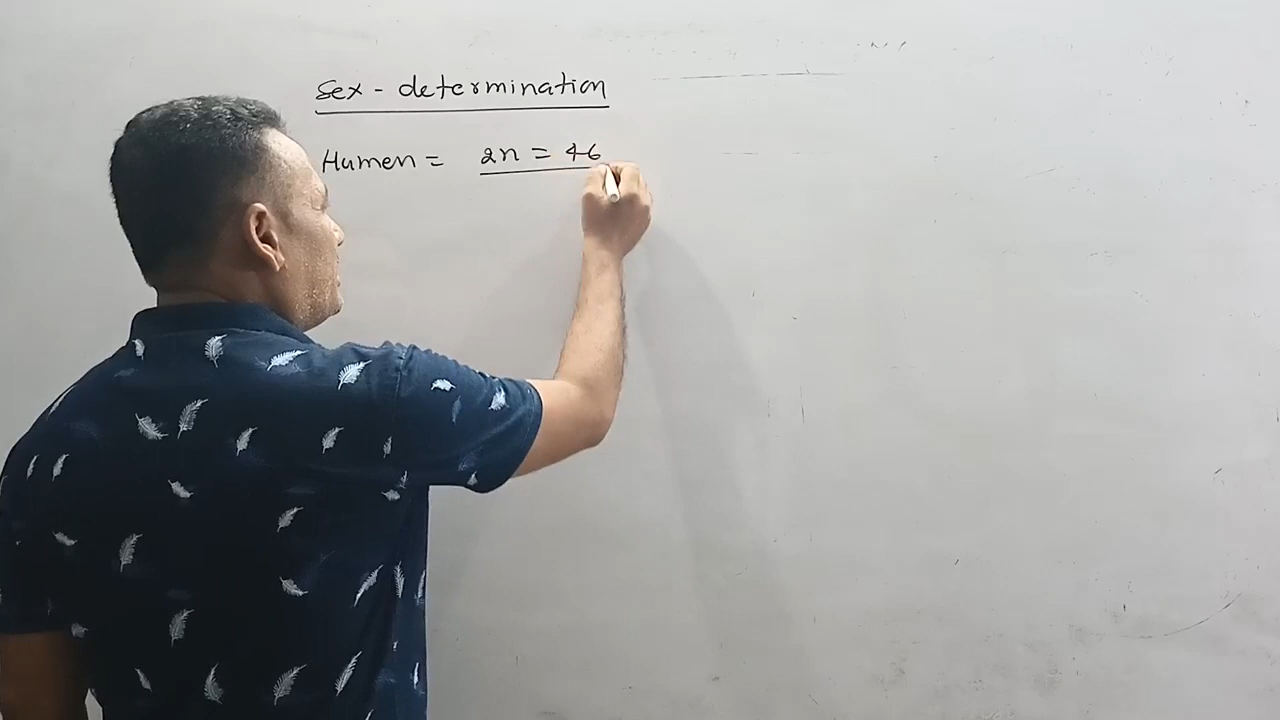 Sex - determination
Humen = 2n = 46